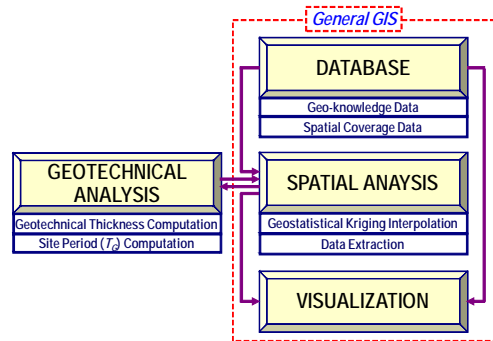 General GIS
DATABASE
Geo-knowledge Data
Spatial Coverage Data
GEOTECHNICAL
ANALYSIS
Geotechnical Thickness Computation
Site Period (TG) Computation
SPATIAL ANAYSIS
Geostatistical Kriging Interpolation
Data Extraction
VISUALIZATION